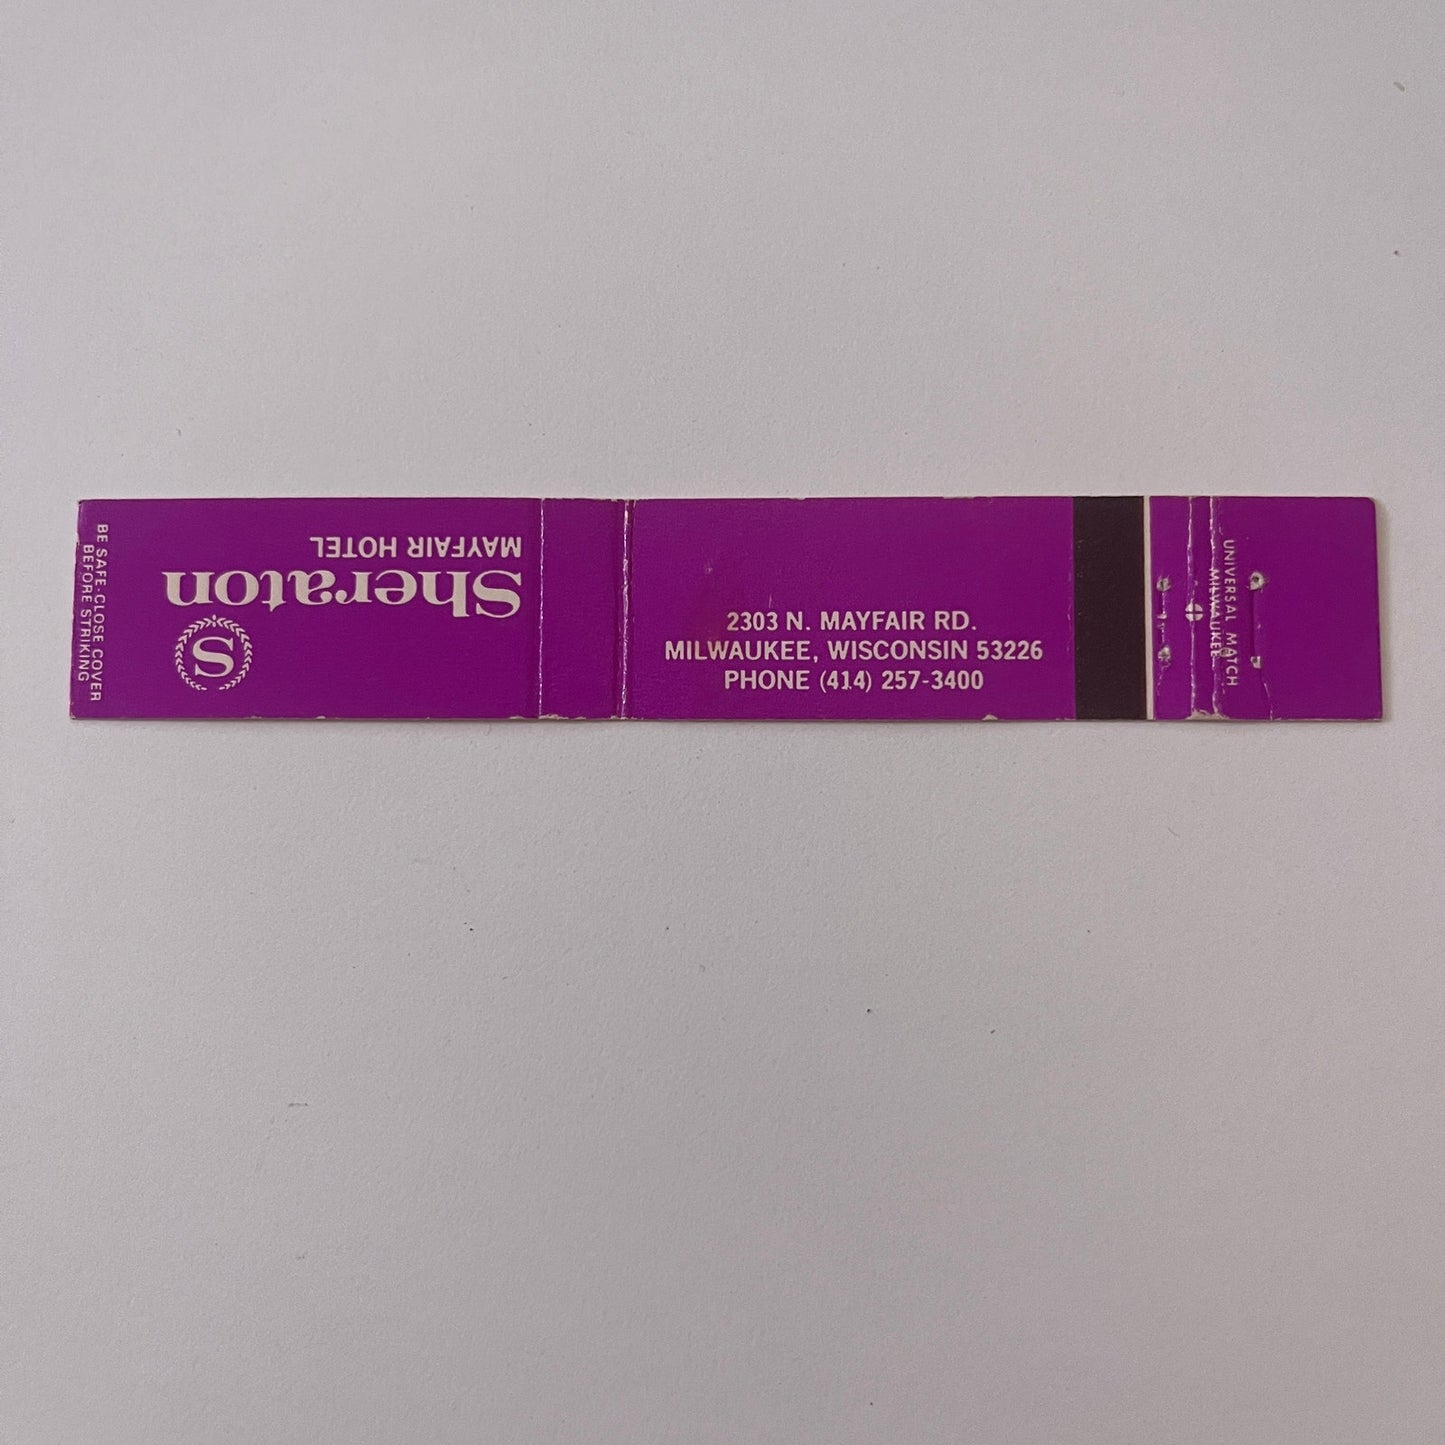 BE SAFE-CLOSE COVER
BEFORE STRIKING
S
Sheraton
MAYFAIR HOTEL
2303 N. MAYFAIR RD.
MILWAUKEE, WISCONSIN 53226
PHONE (414) 257-3400
UNIVERSAL MATCH
MILWAUKEE